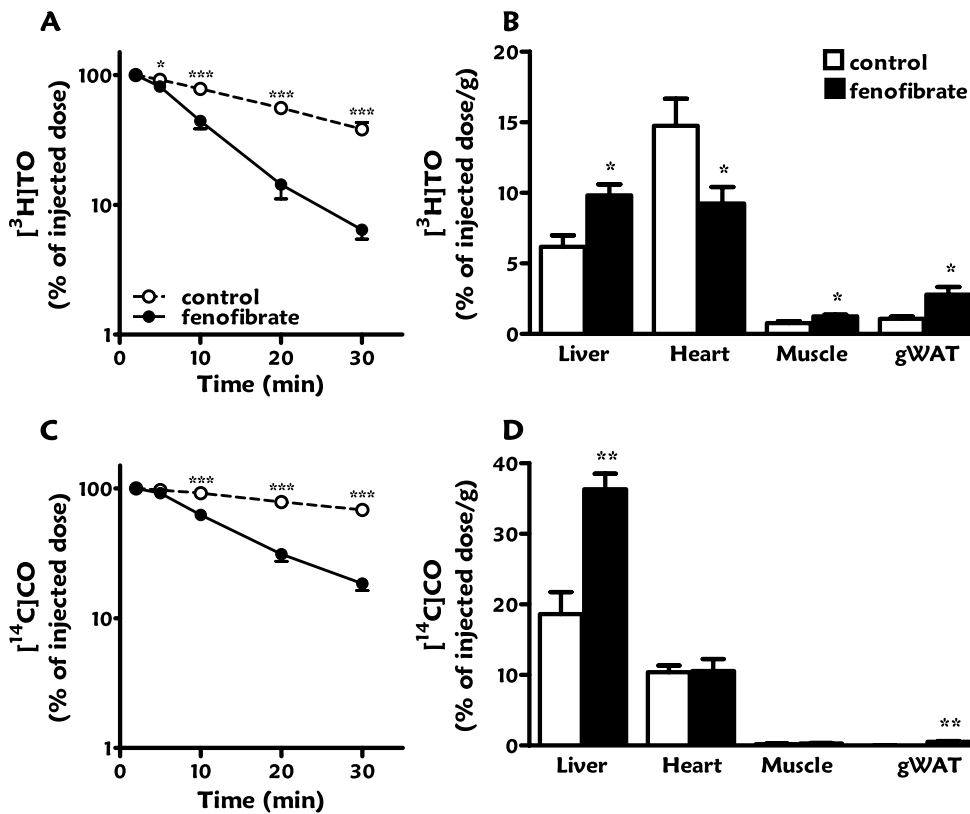 A
[³H]TO
(% of injected dose)
100
10
1
*
***
***
***
control
fenofibrate
0
10
20
30
Time (min)
B
[³H]TO
(% of injected dose/g)
20
15
10
5
0
control
fenofibrate
*
*
*
*
Liver
Heart
Muscle
gWAT
C
[¹⁴C]CO
(% of injected dose)
100
10
1
***
***
***
0
10
20
30
Time (min)
D
[¹⁴C]CO
(% of injected dose/g)
40
30
20
10
0
**
**
Liver
Heart
Muscle
gWAT